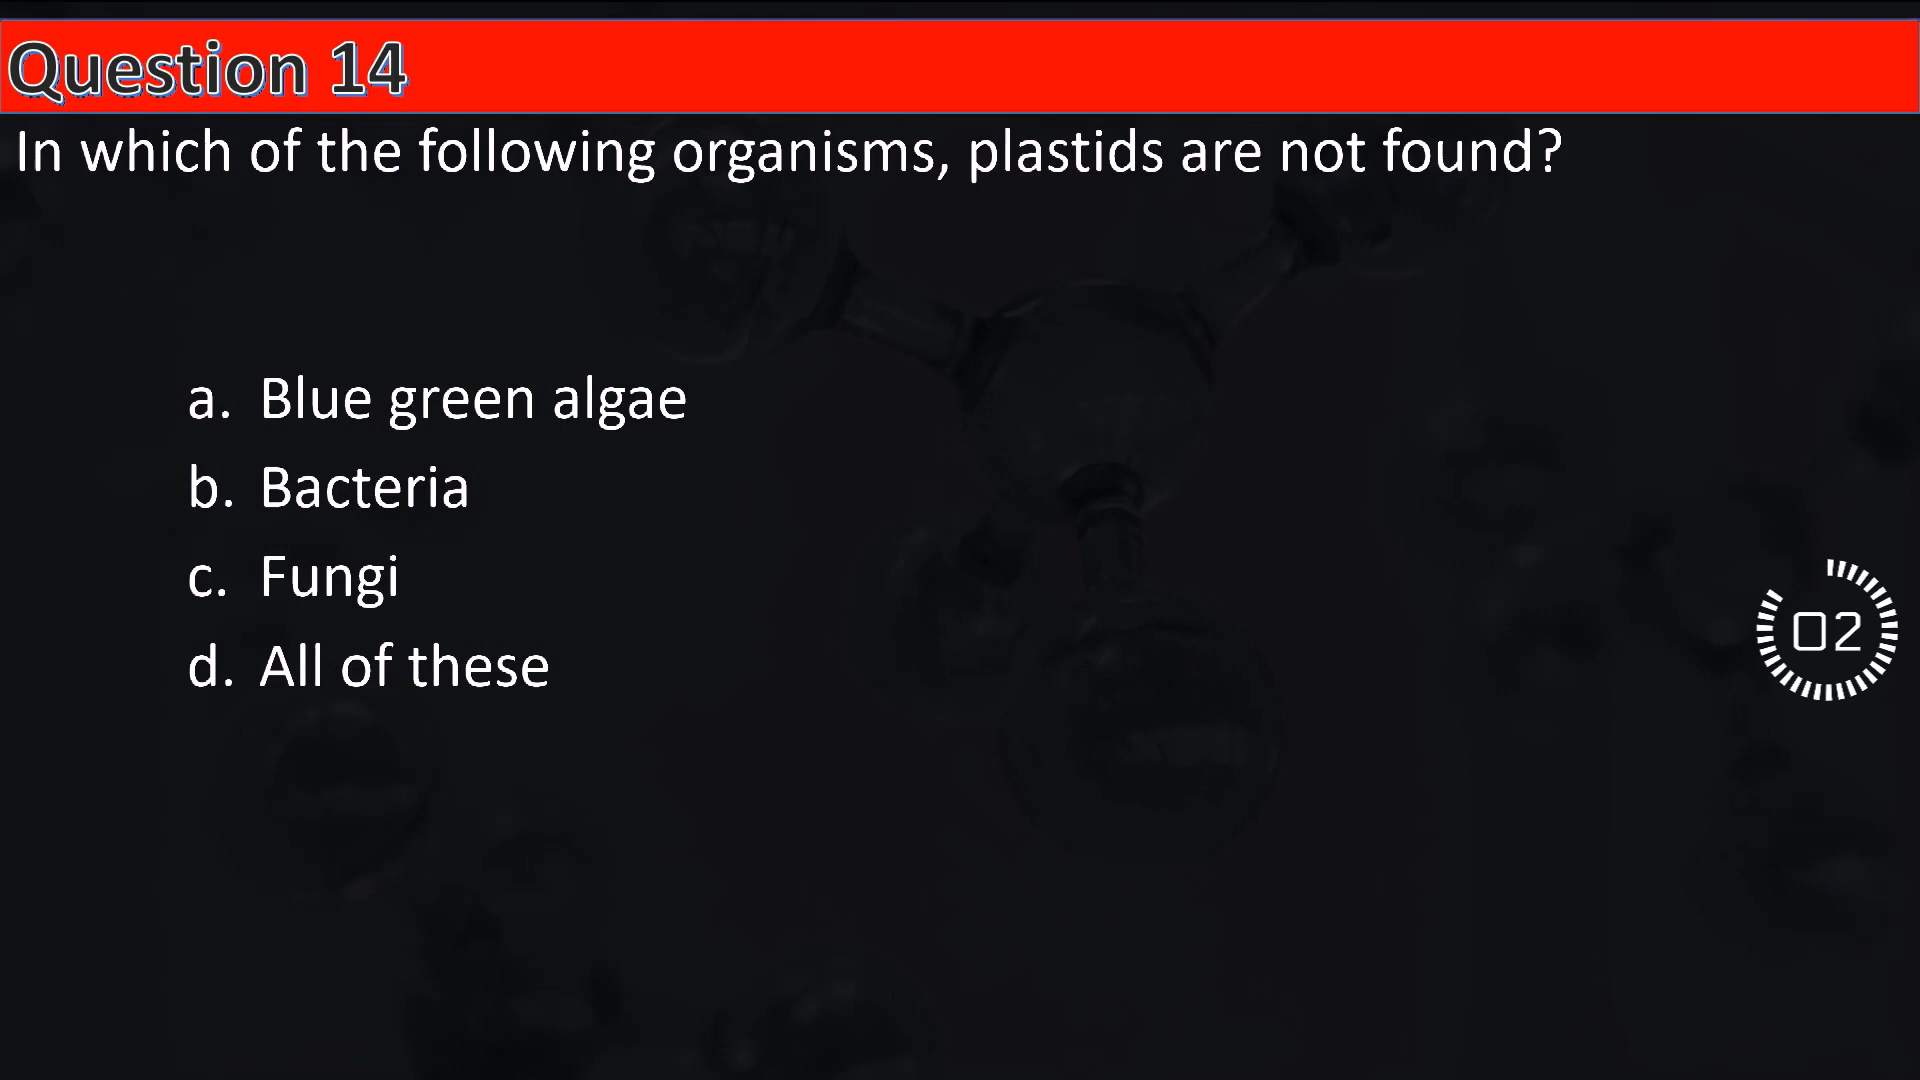 Question 14
In which of the following organisms, plastids are not found?
a. Blue green algae
b. Bacteria
c. Fungi
d. All of these
02